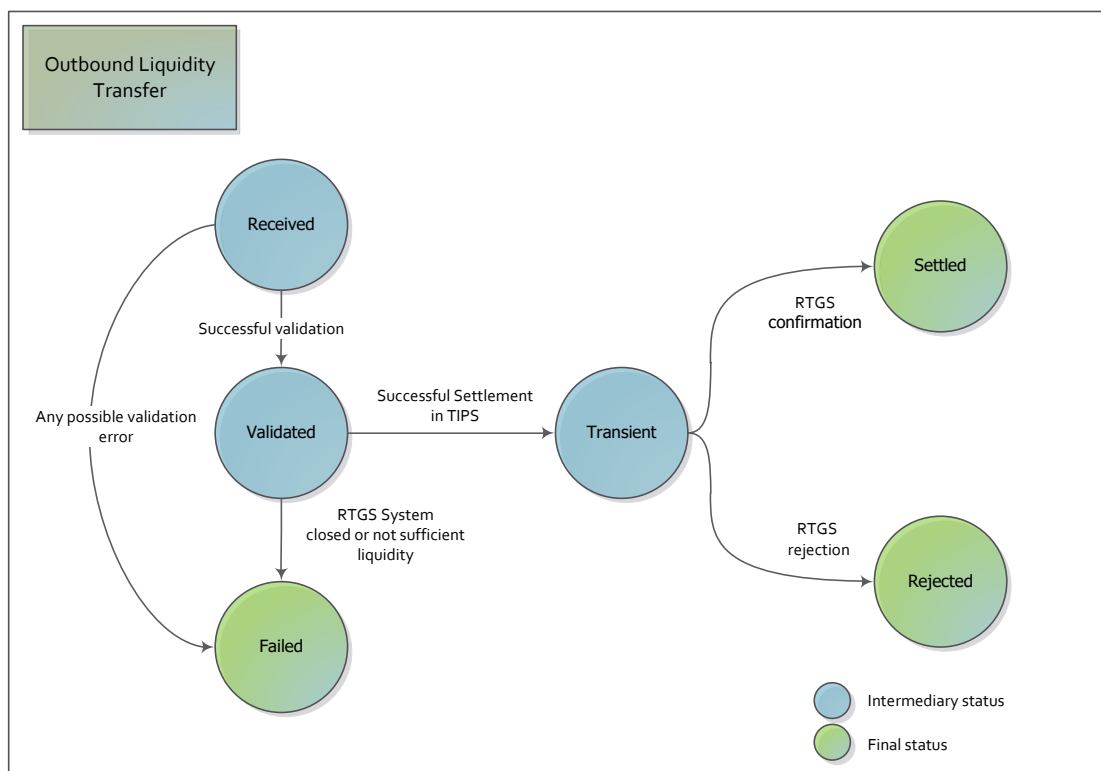 Outbound Liquidity
Transfer
Received
Successful validation
Any possible validation
error
Validated
Successful Settlement
in TIPS
Transient
RTGS System
closed or not sufficient
liquidity
Failed
RTGS
confirmation
Settled
RTGS
rejection
Rejected
Intermediary status
Final status